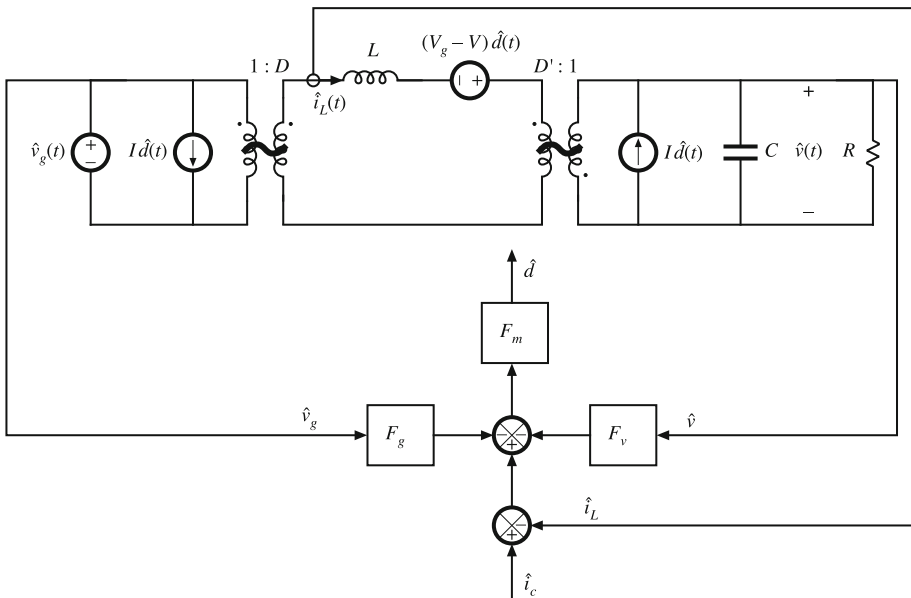 1 : D
L
(V_g – V) d̂(t)
D' : 1
î_L(t)
v̂_g(t)
+
–
I d̂(t)
– +
I d̂(t)
C
+
v̂(t)
–
R
d̂
F_m
v̂_g
F_g
–
–
+
F_v
v̂
î_L
–
+
î_c